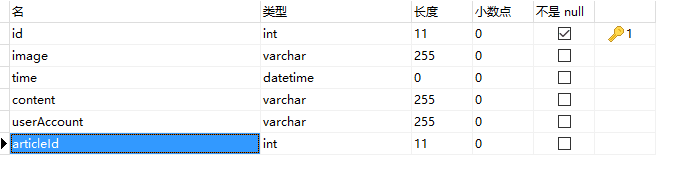 名 类型 长度 小数点 不是 null
id int 11 0 1
image varchar 255 0
time datetime 0 0
content varchar 255 0
userAccount varchar 255 0
articleId int 11 0